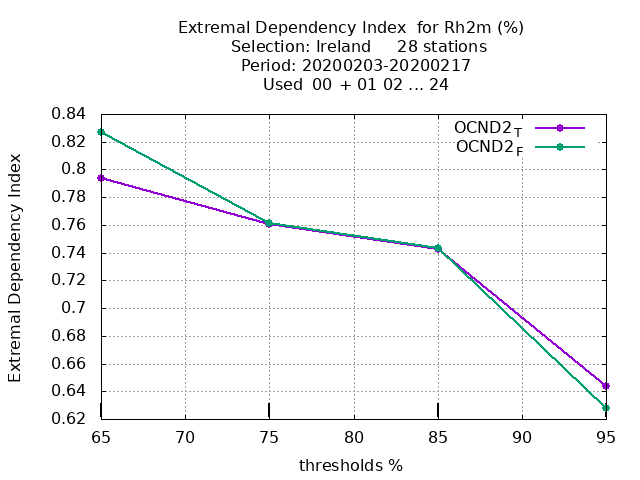 Extremal Dependency Index  for Rh2m (%)
Selection: Ireland     28 stations
Period: 20200203-20200217
Used  00 + 01 02 ... 24
OCND2T
OCND2F
Extremal Dependency Index
0.84
0.82
0.8
0.78
0.76
0.74
0.72
0.7
0.68
0.66
0.64
0.62
65 70 75 80 85 90 95
thresholds %